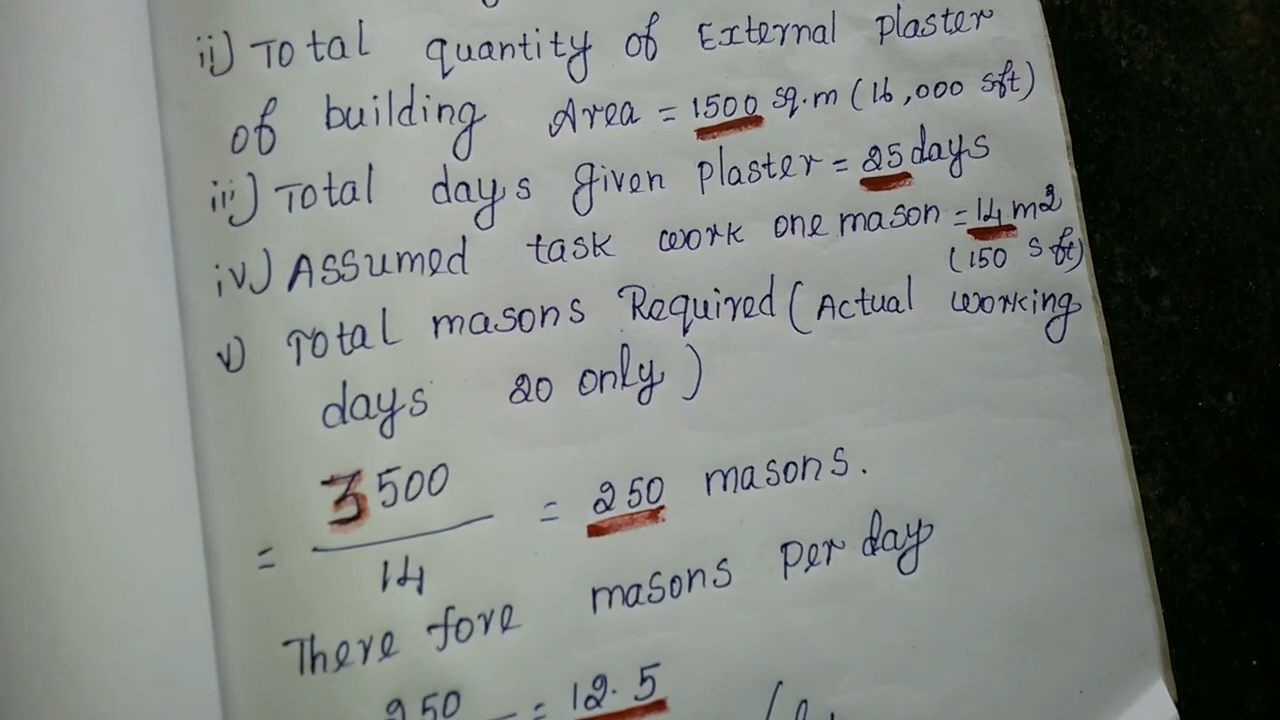 ii) Total quantity of External plaster
of building Area = 1500 sq.m (16,000 sft)
iii) Total days given plaster = 25 days
iv) Assumed task work one mason = 14 m2
(150 sft)
v) Total masons Required (Actual working
days 20 only)
= 3500 / 14 = 250 masons.
There fore masons per day
250 = 12.5